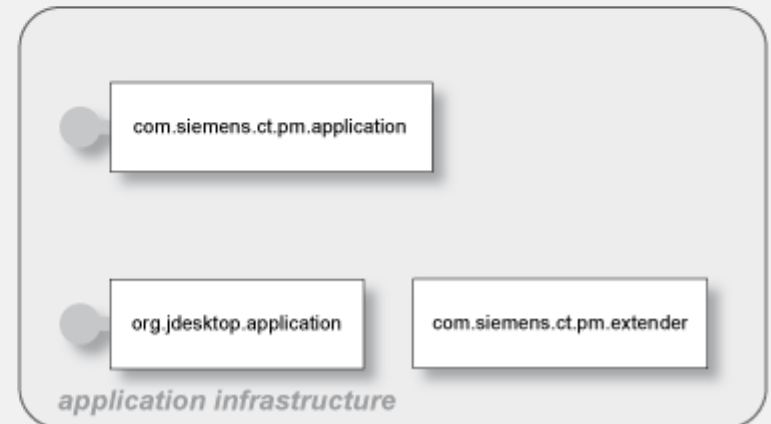 com.siemens.ct.pm.application
org.jdesktop.application
com.siemens.ct.pm.extender
application infrastructure